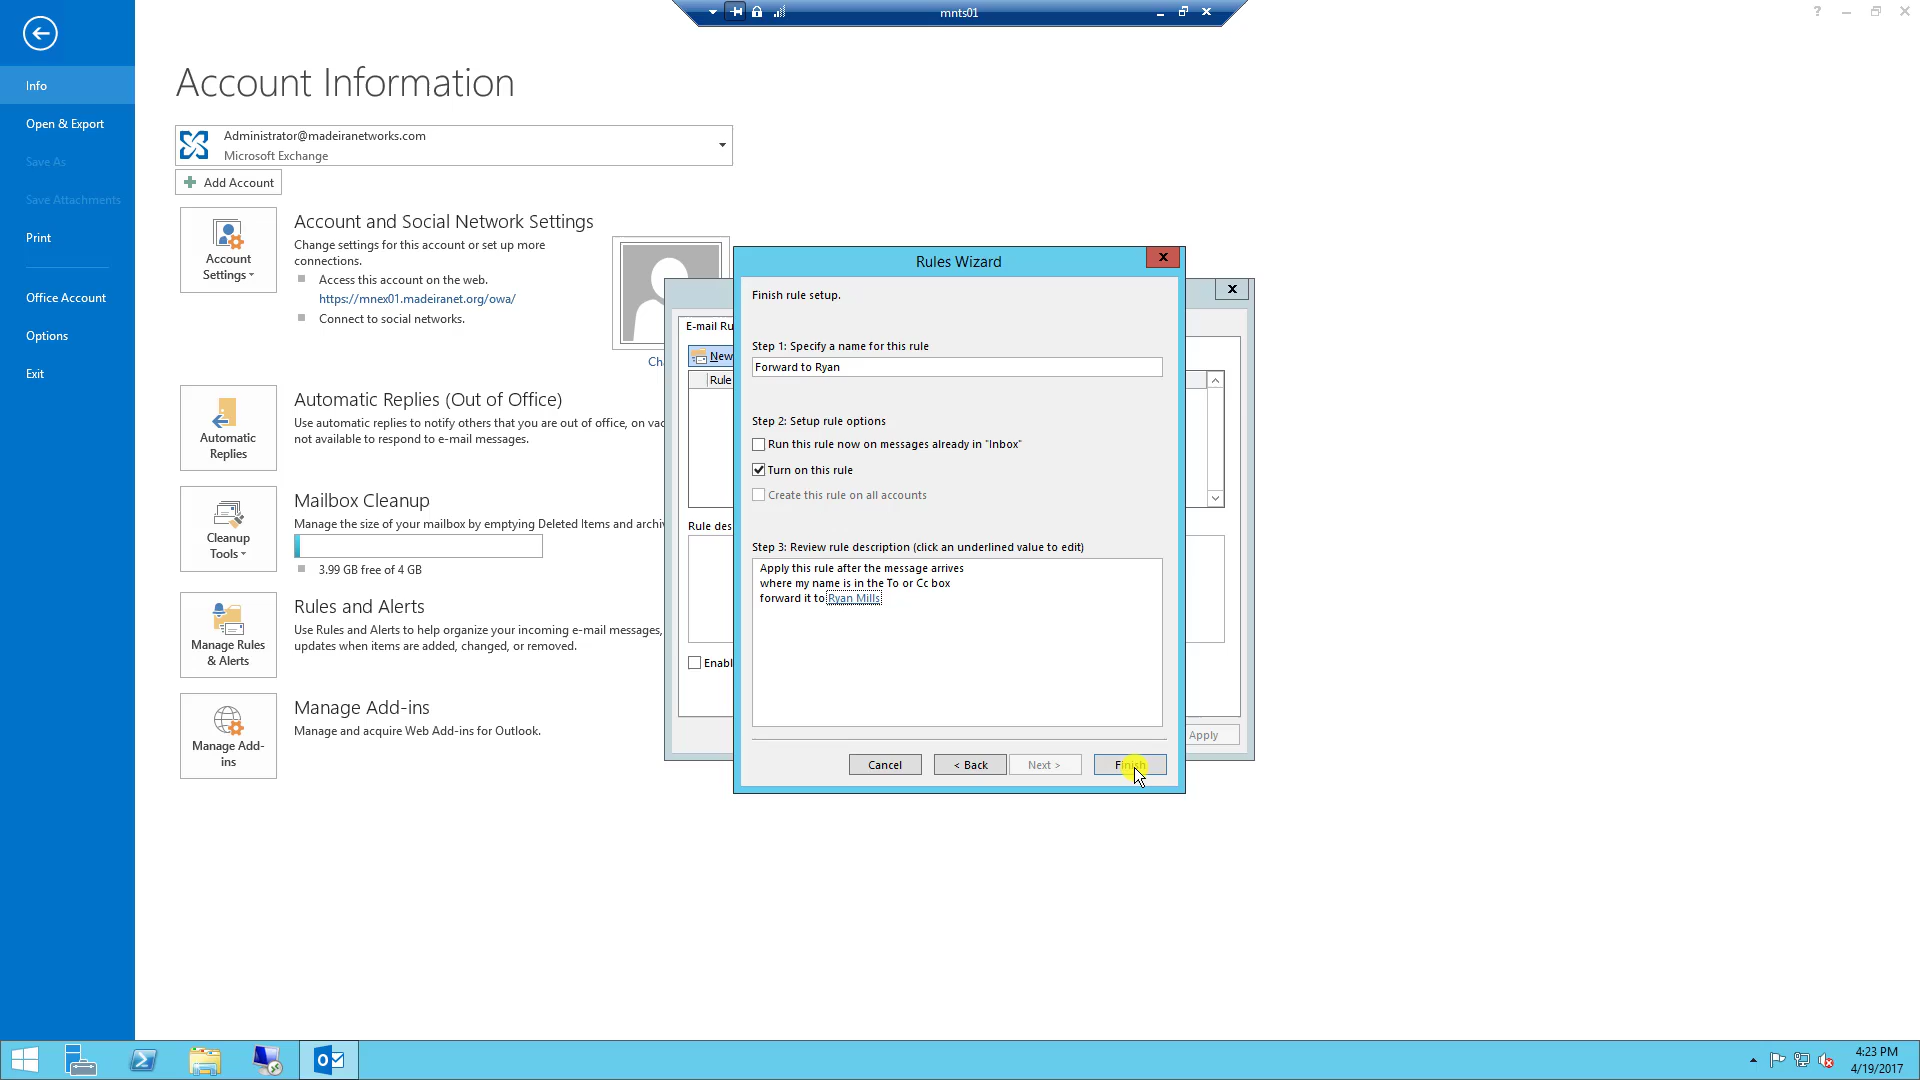 mnts01
?
Info
Open & Export
Save As
Save Attachments
Print
Office Account
Options
Exit
Account Information
Administrator@madeiranetworks.com
Microsoft Exchange
Add Account
Account Settings
Account and Social Network Settings
Change settings for this account or set up more
connections.
Access this account on the web.
https://mnex01.madeiranet.org/owa/
Connect to social networks.
Automatic
Replies
Automatic Replies (Out of Office)
Use automatic replies to notify others that you are out of office, on
not available to respond to e-mail messages.
Cleanup
Tools
Mailbox Cleanup
Manage the size of your mailbox by emptying Deleted Items and
3.99 GB free of 4 GB
Manage Rules
& Alerts
Rules and Alerts
Use Rules and Alerts to help organize your incoming e-mail messages,
updates when items are added, changed, or removed.
Manage Add-
ins
Manage Add-ins
Manage and acquire Web Add-ins for Outlook.
X
E-mail
New
Rule
Rule
Apply
Rules Wizard
X
Finish rule setup.
Step 1: Specify a name for this rule
Forward to Ryan
Step 2: Setup rule options
Run this rule now on messages already in "Inbox"
Turn on this rule
Create this rule on all accounts
Step 3: Review rule description (click an underlined value to edit)
Apply this rule after the message arrives
where my name is in the To or Cc box
forward it to Ryan Mills
Cancel
< Back
Next >
Finish
4:23 PM
4/19/2017